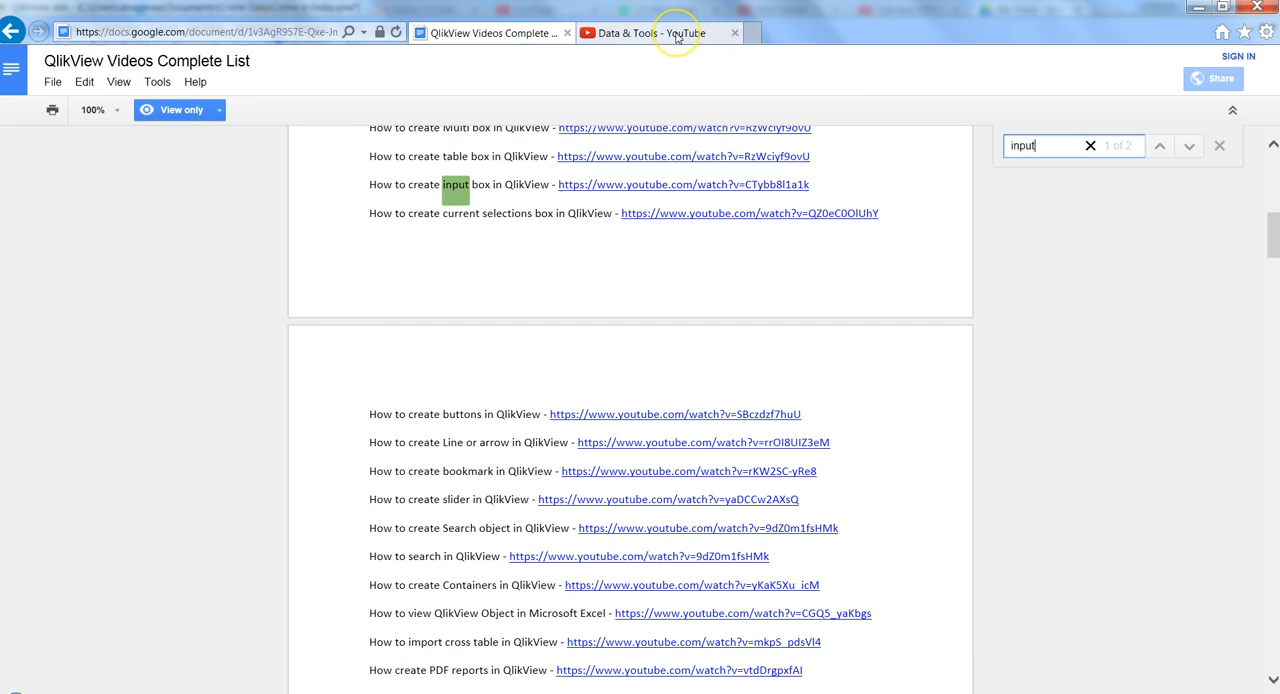 https://docs.google.com/document/d/1v3AgR957E-Qxe-Jn
QlikView Videos Complete ...
Data & Tools - YouTube
QlikView Videos Complete List
SIGN IN
File Edit View Tools Help
Share
100%
View only
input
1 of 2
How to create Multi box in QlikView - https://www.youtube.com/watch?v=RzWciyf9ovU
How to create table box in QlikView - https://www.youtube.com/watch?v=RzWciyf9ovU
How to create input box in QlikView - https://www.youtube.com/watch?v=CTybb8l1a1k
How to create current selections box in QlikView - https://www.youtube.com/watch?v=QZ0eC0OlUhY
How to create buttons in QlikView - https://www.youtube.com/watch?v=SBczdzf7huU
How to create Line or arrow in QlikView - https://www.youtube.com/watch?v=rrOI8UIZ3eM
How to create bookmark in QlikView - https://www.youtube.com/watch?v=rKW2SC-yRe8
How to create slider in QlikView - https://www.youtube.com/watch?v=yaDCCw2AXsQ
How to create Search object in QlikView - https://www.youtube.com/watch?v=9dZ0m1fsHMk
How to search in QlikView - https://www.youtube.com/watch?v=9dZ0m1fsHMk
How to create Containers in QlikView - https://www.youtube.com/watch?v=yKaK5Xu_icM
How to view QlikView Object in Microsoft Excel - https://www.youtube.com/watch?v=CGQ5_yaKbgs
How to import cross table in QlikView - https://www.youtube.com/watch?v=mkpS_pdsVl4
How create PDF reports in QlikView - https://www.youtube.com/watch?v=vtdDrgpxfAI